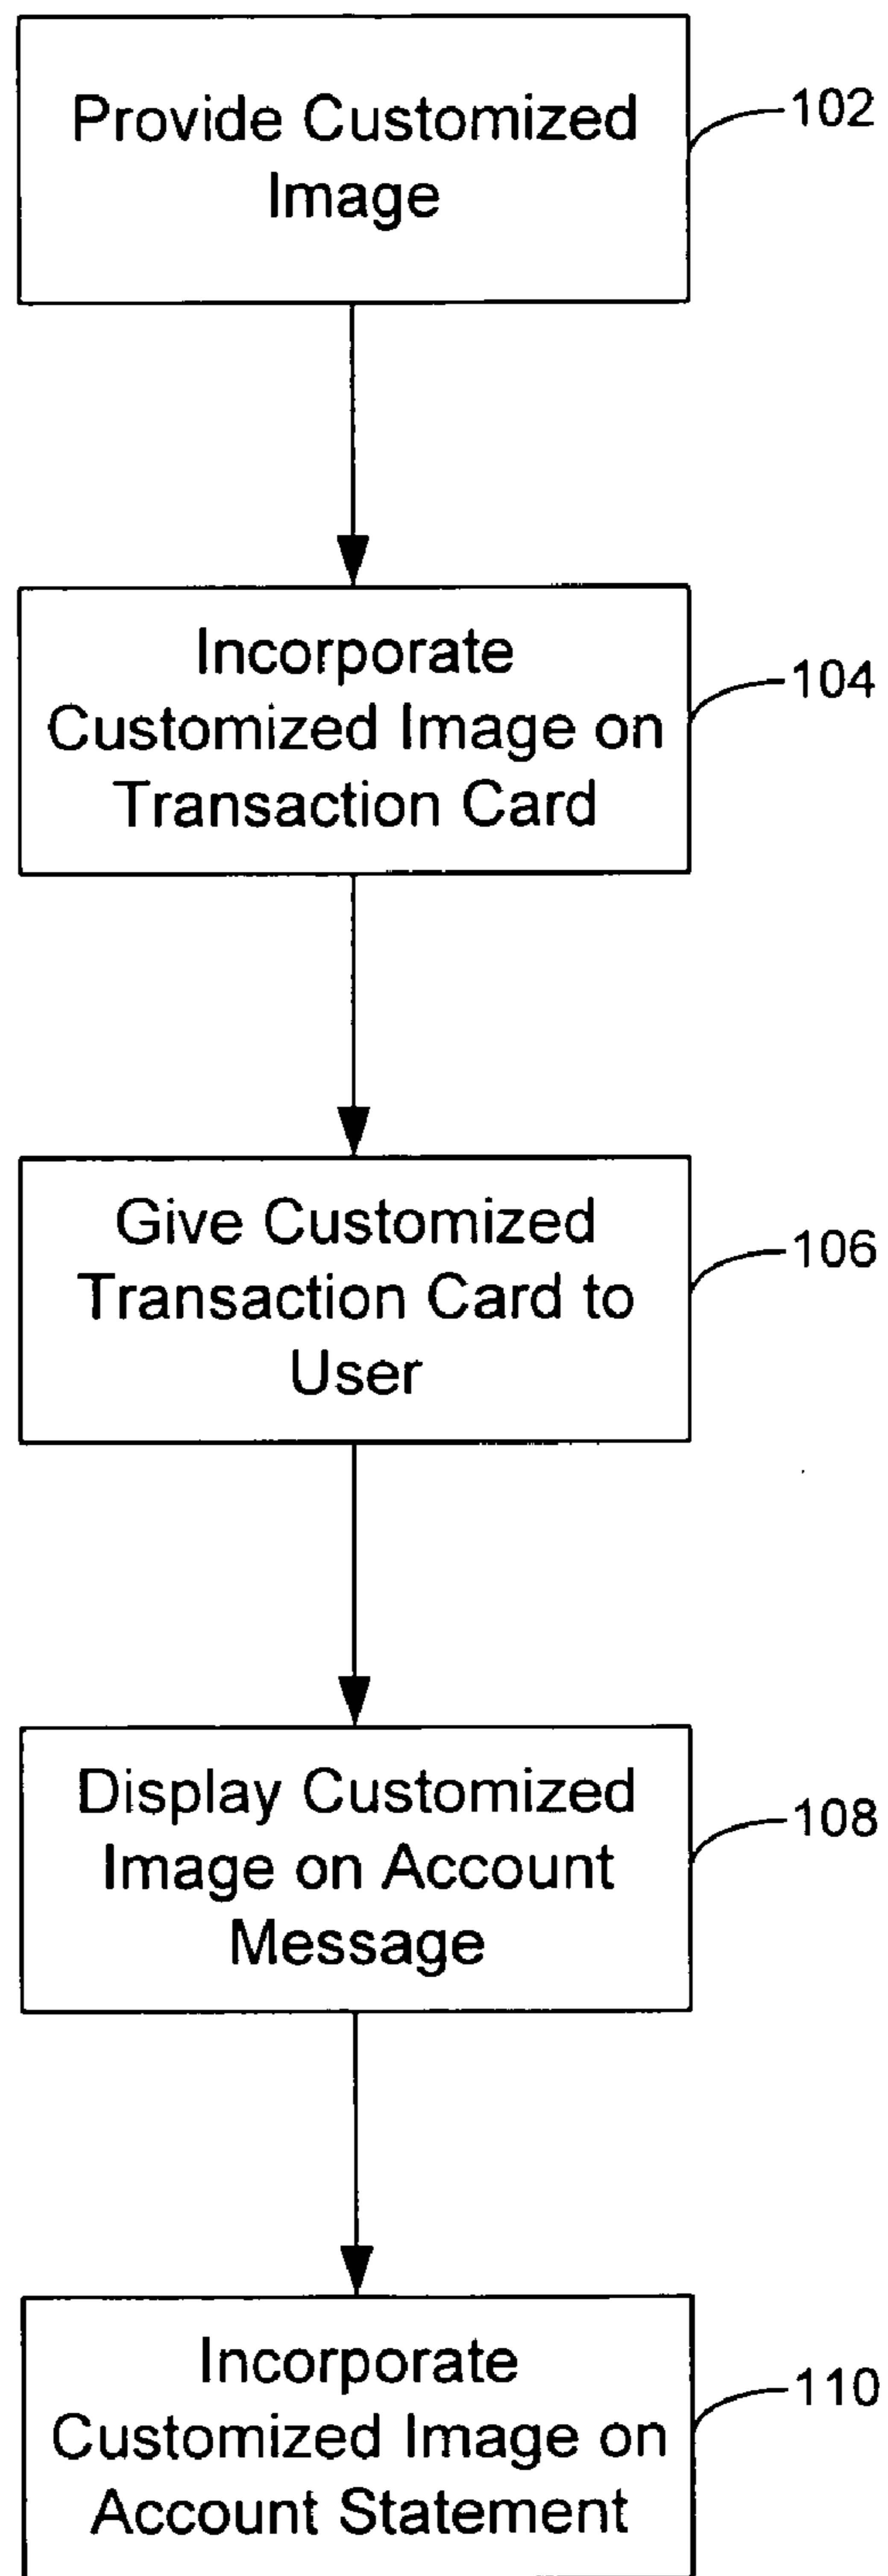 Provide Customized
Image
102
Incorporate
Customized Image on
Transaction Card
104
Give Customized
Transaction Card to
User
106
Display Customized
Image on Account
Message
108
Incorporate
Customized Image on
Account Statement
110